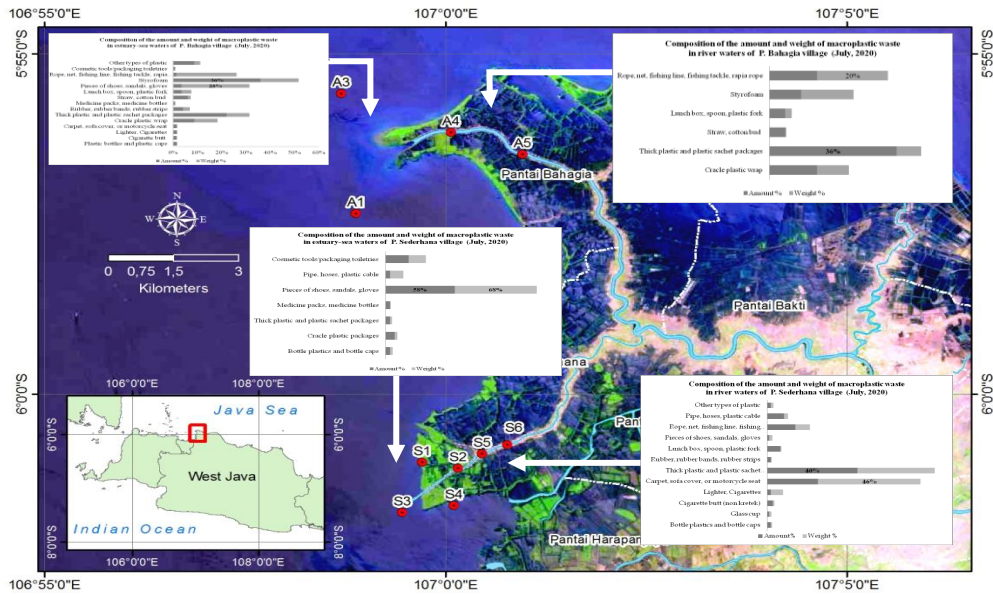 106°55'0"E
107°0'0"E
107°5'0"E
5°55'0"S
5°55'0"S
Composition of the amount and weight of macroplastic waste
in estuary-sea waters of P. Bahagia village (July, 2020)
Other types of plastic
Cosmetic tools/packaging toiletries
Rope, net, fishing line, fishing tackle, rapia
Styrofoam
36%
Pieces of shoes, sandals, gloves
Lunch box, spoon, plastic fork
Straw, cotton bud
Medicine packs, medicine bottles
Rubber, rubber bands, rubber strips
Thick plastic and plastic sachet packages
Cracle plastic wrap
Carpet, sofa cover, or motorcycle seat
Lighter, Cigarettes
Cigarette butt
Plastic bottles and plastic caps
0% 10% 20% 30% 40% 50% 60%
Amount % Weight %
Composition of the amount and weight of macroplastic waste
in river waters of P. Bahagia village (July, 2020)
Rope, net, fishing line, fishing tackle, rapia rope
20%
Styrofoam
Lunch box, spoon, plastic fork
Straw, cotton bud
Thick plastic and plastic sachet packages
36%
Cracle plastic wrap
Amount % Weight %
A3
A4
A5
Pantai Bahagia
A1
N
W E
S
0 0,75 1,5 3
Kilometers
Composition of the amount and weight of macroplastic waste
in estuary-sea waters of P. Sederhana village (July, 2020)
Cosmetic tools/packaging toiletries
Pipe, hoses, plastic cable
Pieces of shoes, sandals, gloves
58% 68%
Medicine packs, medicine bottles
Thick plastic and plastic sachet packages
Cracle plastic packages
Bottle plastics and bottle caps
Amount % Weight %
Pantai Bakti
ana
6°0'0"S
6°0'0"S
S1
S2
S3
S4
S5
S6
Pant
Pantai Harapan
Composition of the amount and weight of macroplastic waste
in river waters of P. Sederhana village (July, 2020)
Other types of plastic
Pipe, hoses, plastic cable
Rope, net, fishing line, fishing
Pieces of shoes, sandals, gloves
Lunch box, spoon, plastic fork
Rubber, rubber bands, rubber strips
Thick plastic and plastic sachet
40%
Carpet, sofa cover, or motorcycle seat
46%
Lighter, Cigarettes
Cigarette butt (non kretek)
Glass cup
Bottle plastics and bottle caps
Amount% Weight %
106°0'0"E
108°0'0"E
Java Sea
West Java
Indian Ocean
6°0'0"S
8°0'0"S
6°0'0"S
8°0'0"S
106°0'0"E
108°0'0"E
106°55'0"E
107°0'0"E
107°5'0"E